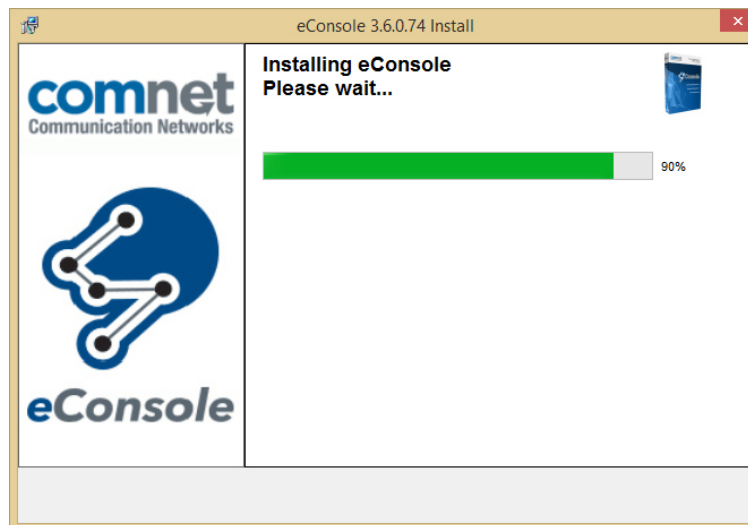 eConsole 3.6.0.74 Install
comnet
Communication Networks
eConsole
Installing eConsole
Please wait...
90%